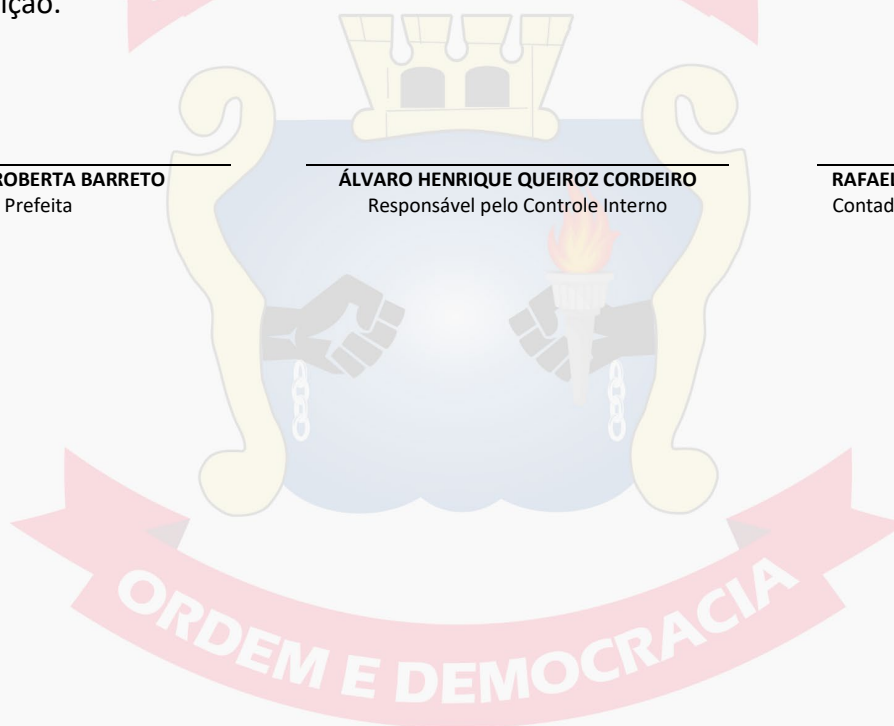 ição.
ROBERTA BARRETO
ÁLVARO HENRIQUE QUEIROZ CORDEIRO
RAFAEL
Prefeita
Responsável pelo Controle Interno
Contad
ORDEM E DEMOCRACIA